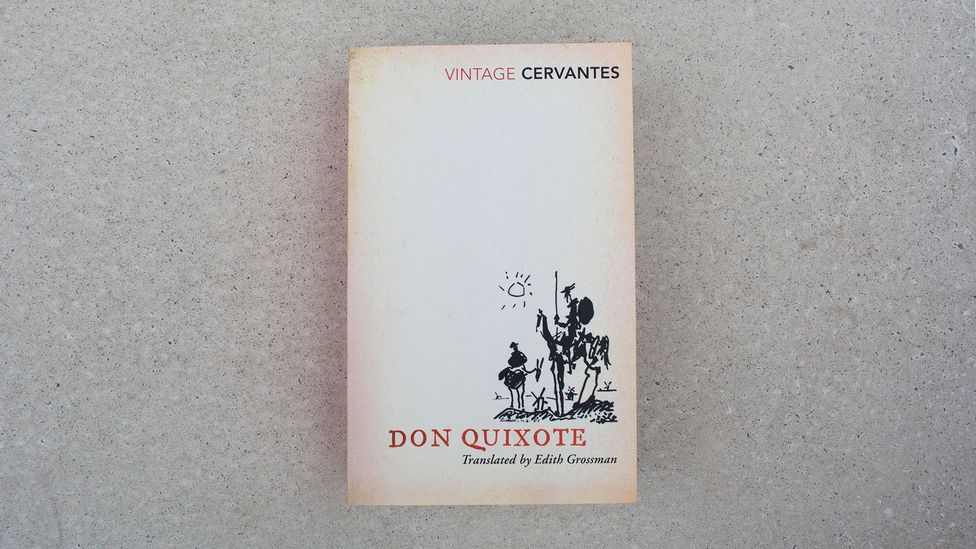 VINTAGE CERVANTES
DON QUIXOTE
Translated by Edith Grossman